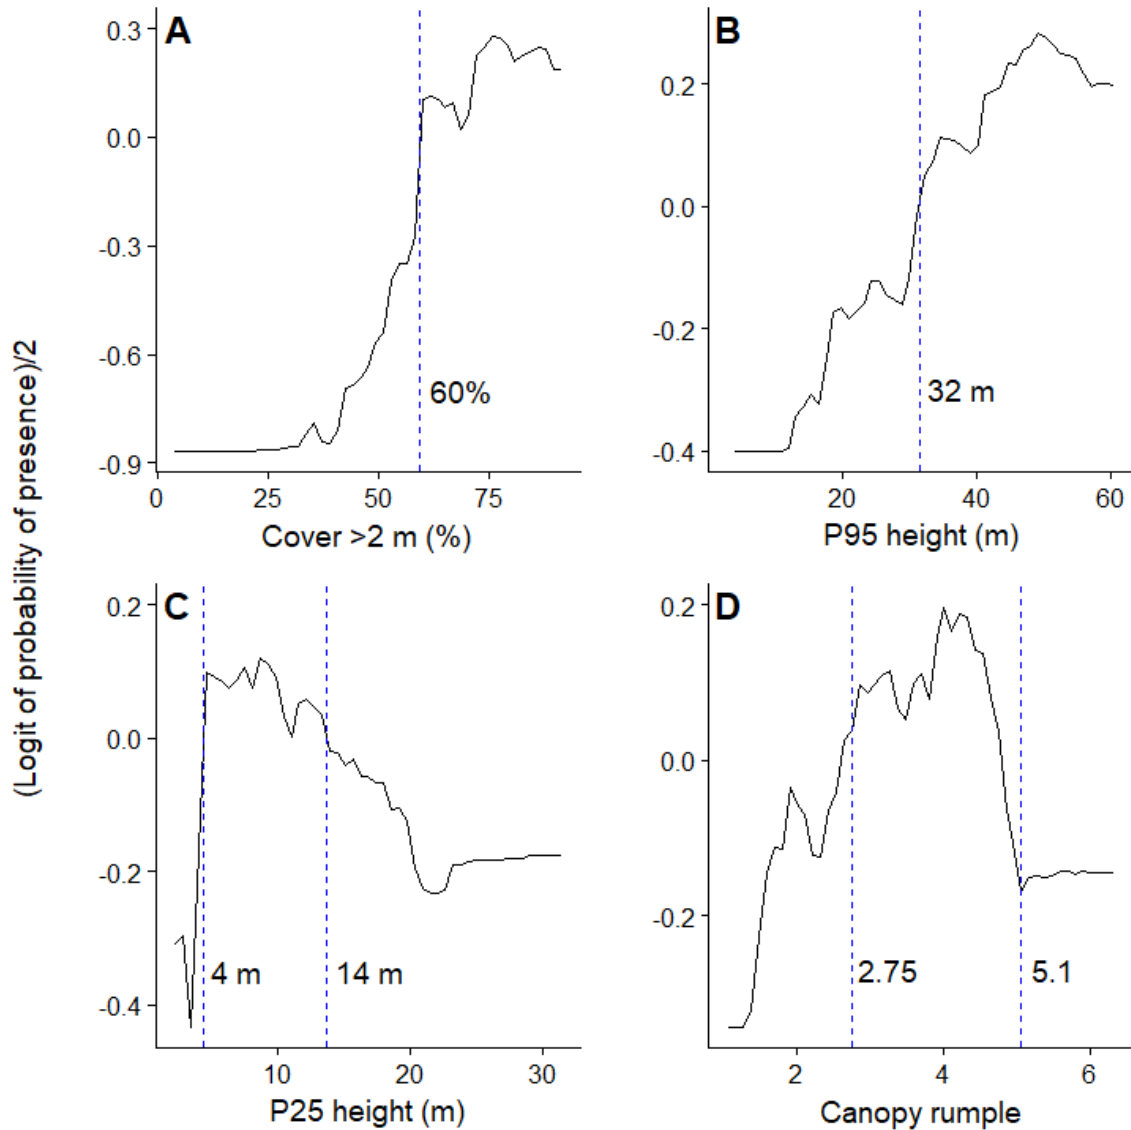 (Logit of probability of presence)/2
A
0.3
0.0
-0.3
-0.6
-0.9
60%
0 25 50 75
Cover >2 m (%)
B
0.2
0.0
-0.2
-0.4
32 m
20 40 60
P95 height (m)
C
0.2
0.0
-0.2
-0.4
4 m 14 m
10 20 30
P25 height (m)
D
0.2
0.0
-0.2
2.75 5.1
2 4 6
Canopy rumple